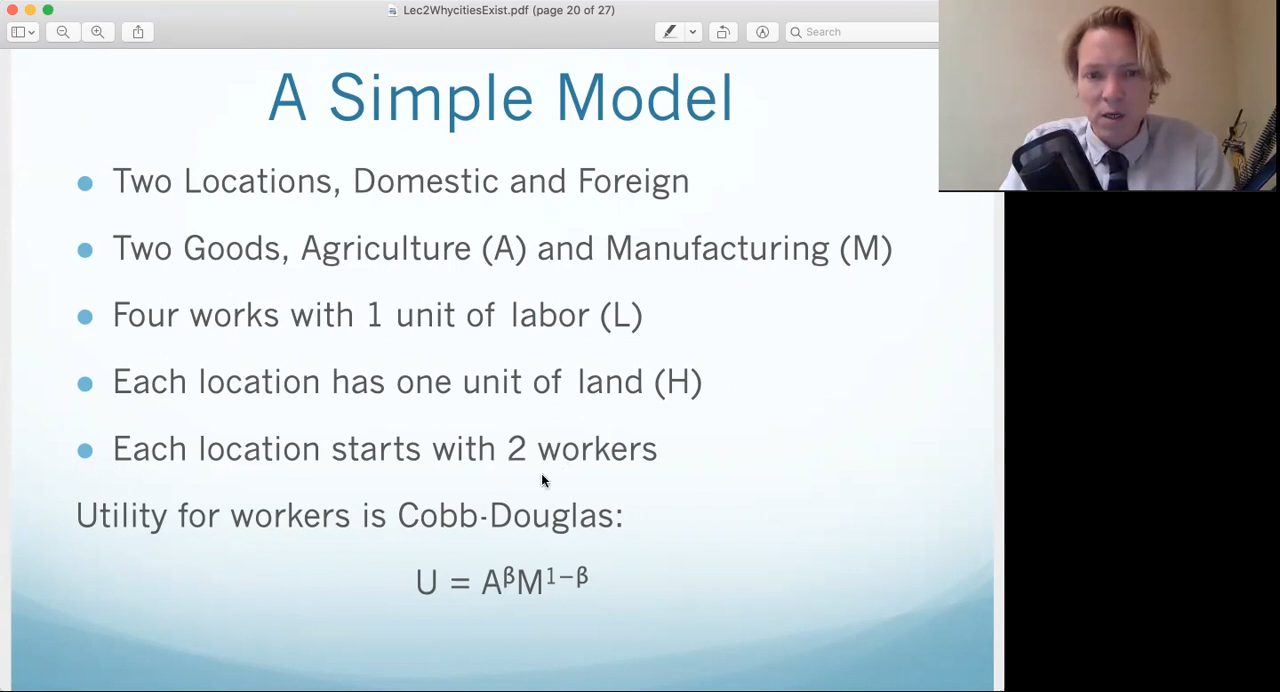 Lec2WhycitiesExist.pdf (page 20 of 27)
Search
A Simple Model
Two Locations, Domestic and Foreign
Two Goods, Agriculture (A) and Manufacturing (M)
Four works with 1 unit of labor (L)
Each location has one unit of land (H)
Each location starts with 2 workers
Utility for workers is Cobb-Douglas:
U = AᵝM¹⁻ᵝ